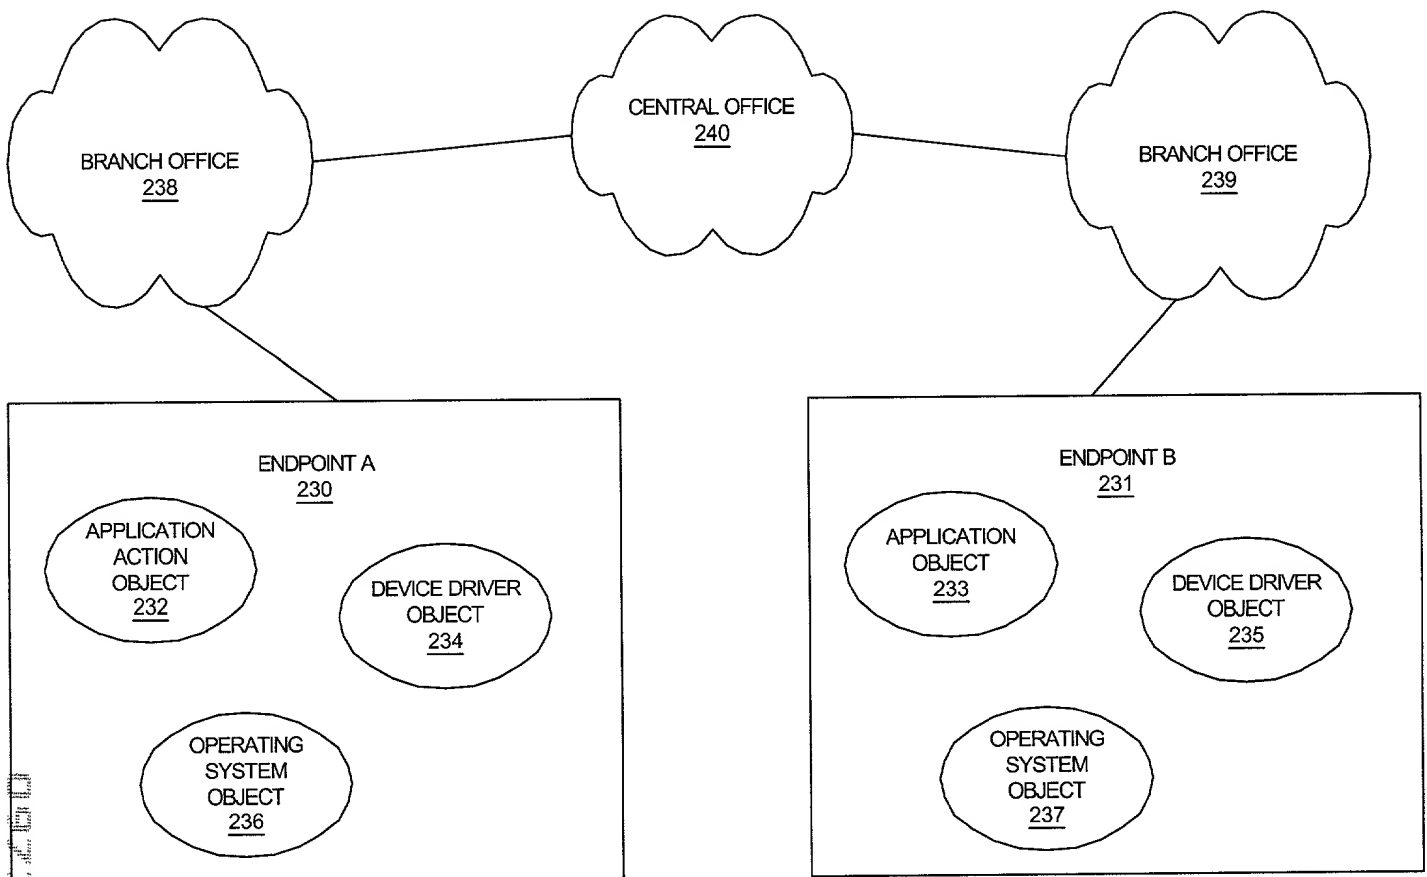 CENTRAL OFFICE
240
BRANCH OFFICE
238
BRANCH OFFICE
239
ENDPOINT A
230
APPLICATION
ACTION
OBJECT
232
DEVICE DRIVER
OBJECT
234
OPERATING
SYSTEM
OBJECT
236
ENDPOINT B
231
APPLICATION
OBJECT
233
DEVICE DRIVER
OBJECT
235
OPERATING
SYSTEM
OBJECT
237